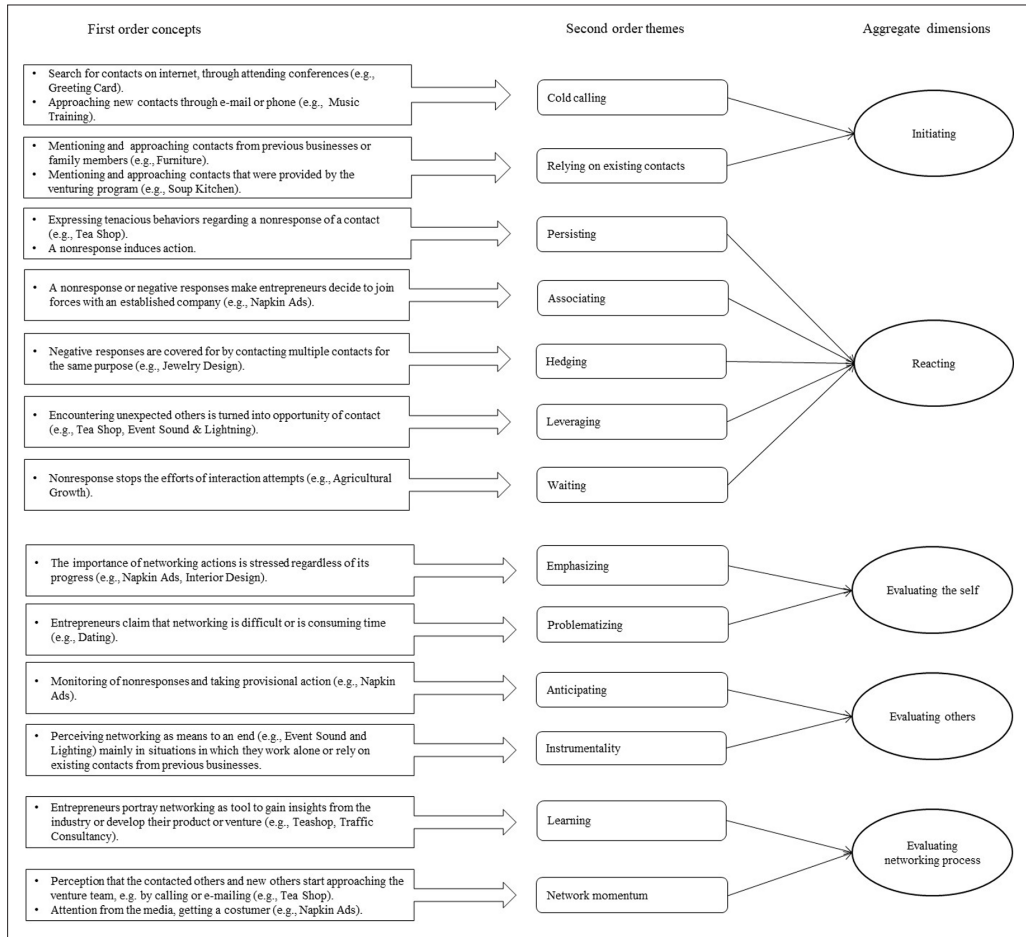 First order concepts
Second order themes
Aggregate dimensions
• Search for contacts on internet, through attending conferences (e.g.,
Greeting Card).
• Approaching new contacts through e-mail or phone (e.g., Music
Training).
Cold calling
• Mentioning and approaching contacts from previous businesses or
family members (e.g., Furniture).
• Mentioning and approaching contacts that were provided by the
venturing program (e.g., Soup Kitchen).
Relying on existing contacts
Initiating
• Expressing tenacious behaviors regarding a nonresponse of a contact
(e.g., Tea Shop).
• A nonresponse induces action.
Persisting
• A nonresponse or negative responses make entrepreneurs decide to join
forces with an established company (e.g., Napkin Ads).
Associating
• Negative responses are covered for by contacting multiple contacts for
the same purpose (e.g., Jewelry Design).
Hedging
• Encountering unexpected others is turned into opportunity of contact
(e.g., Tea Shop, Event Sound & Lightning).
Leveraging
• Nonresponse stops the efforts of interaction attempts (e.g., Agricultural
Growth).
Waiting
Reacting
• The importance of networking actions is stressed regardless of its
progress (e.g., Napkin Ads, Interior Design).
Emphasizing
• Entrepreneurs claim that networking is difficult or is consuming time
(e.g., Dating).
Problematizing
Evaluating the self
• Monitoring of nonresponses and taking provisional action (e.g., Napkin
Ads).
Anticipating
• Perceiving networking as means to an end (e.g., Event Sound and
Lighting) mainly in situations in which they work alone or rely on
existing contacts from previous businesses.
Instrumentality
Evaluating others
• Entrepreneurs portray networking as tool to gain insights from the
industry or develop their product or venture (e.g., Teashop, Traffic
Consultancy).
Learning
• Perception that the contacted others and new others start approaching the
venture team, e.g. by calling or e-mailing (e.g., Tea Shop).
• Attention from the media, getting a costumer (e.g., Napkin Ads).
Network momentum
Evaluating
networking process